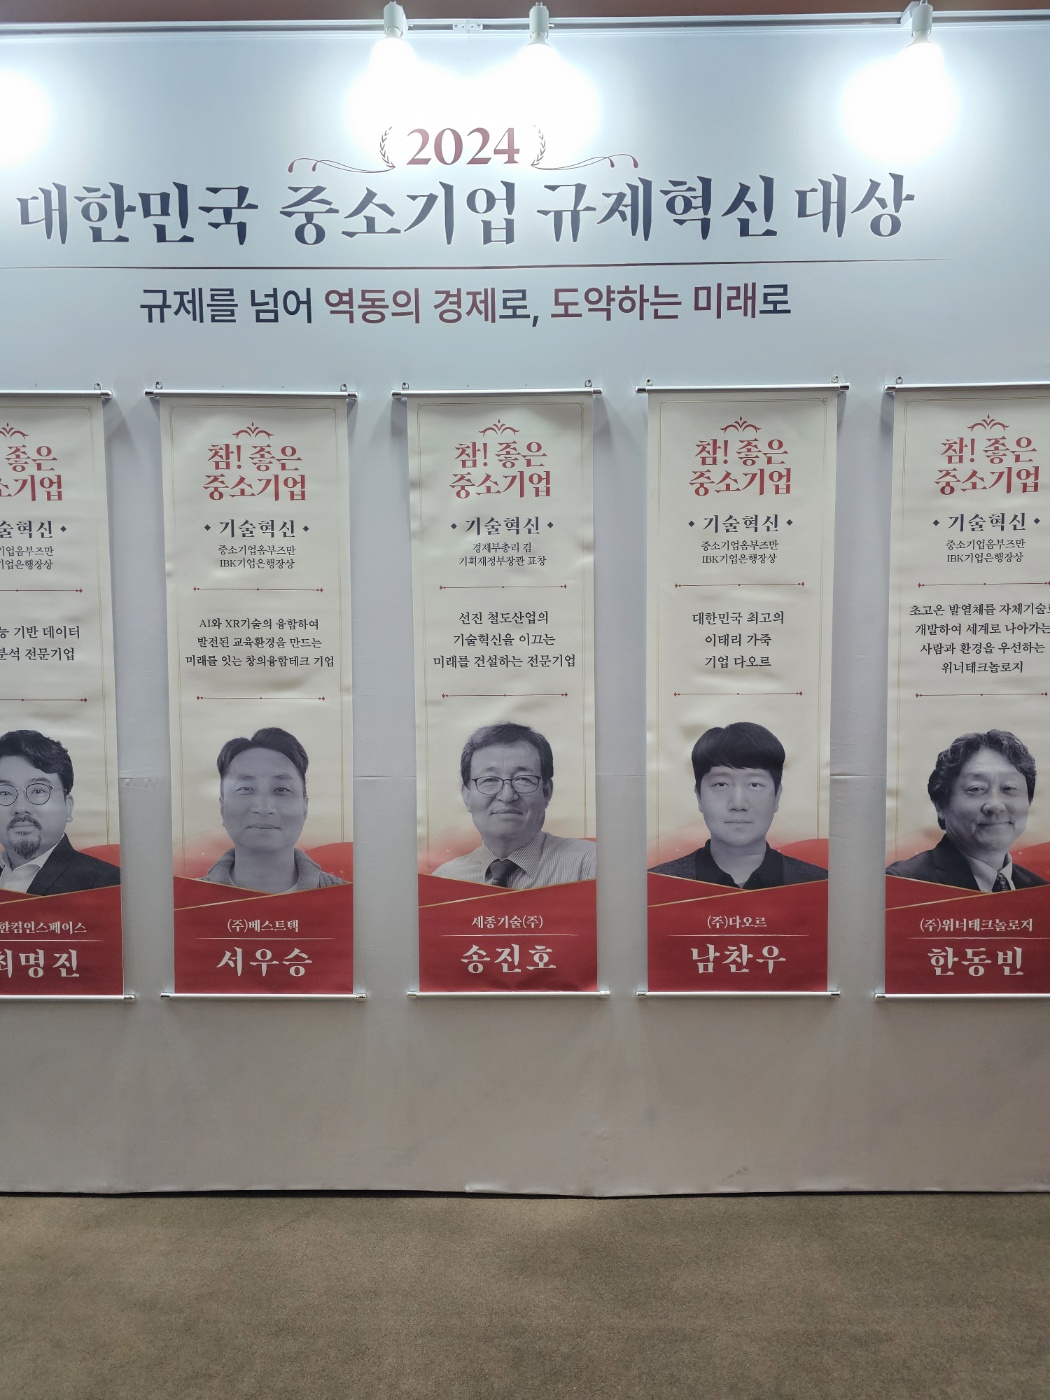 2024
대한민국 중소기업 규제혁신 대상
규제를 넘어 역동의 경제로, 도약하는 미래로
좋은
소기업
술혁신
기업옴부즈만
기업은행장상
기반 데이터
분석 전문기업
한컴인스페이스
최명진
참! 좋은
중소기업
기술혁신
중소기업옴부즈만
IBK기업은행장상
AI와 XR기술의 융합하여
발전된 교육환경을 만드는
미래를 잇는 창의융합테크 기업
(주)베스트텍
서우승
참! 좋은
중소기업
기술혁신
경제부총리 겸
기획재정부장관 표창
선진 철도산업의
기술혁신을 이끄는
미래를 건설하는 전문기업
세종기술(주)
송진호
참! 좋은
중소기업
기술혁신
중소기업옴부즈만
IBK기업은행장상
대한민국 최고의
이태리 가죽
기업 다오르
(주)다오르
남찬우
참! 좋은
중소기업
기술혁신
중소기업옴부즈만
IBK기업은행장상
초고온 발열체를 자체기술로
개발하여 세계로 나아가는
사람과 환경을 우선하는
위너테크놀로지
(주)위너테크놀로지
한동빈